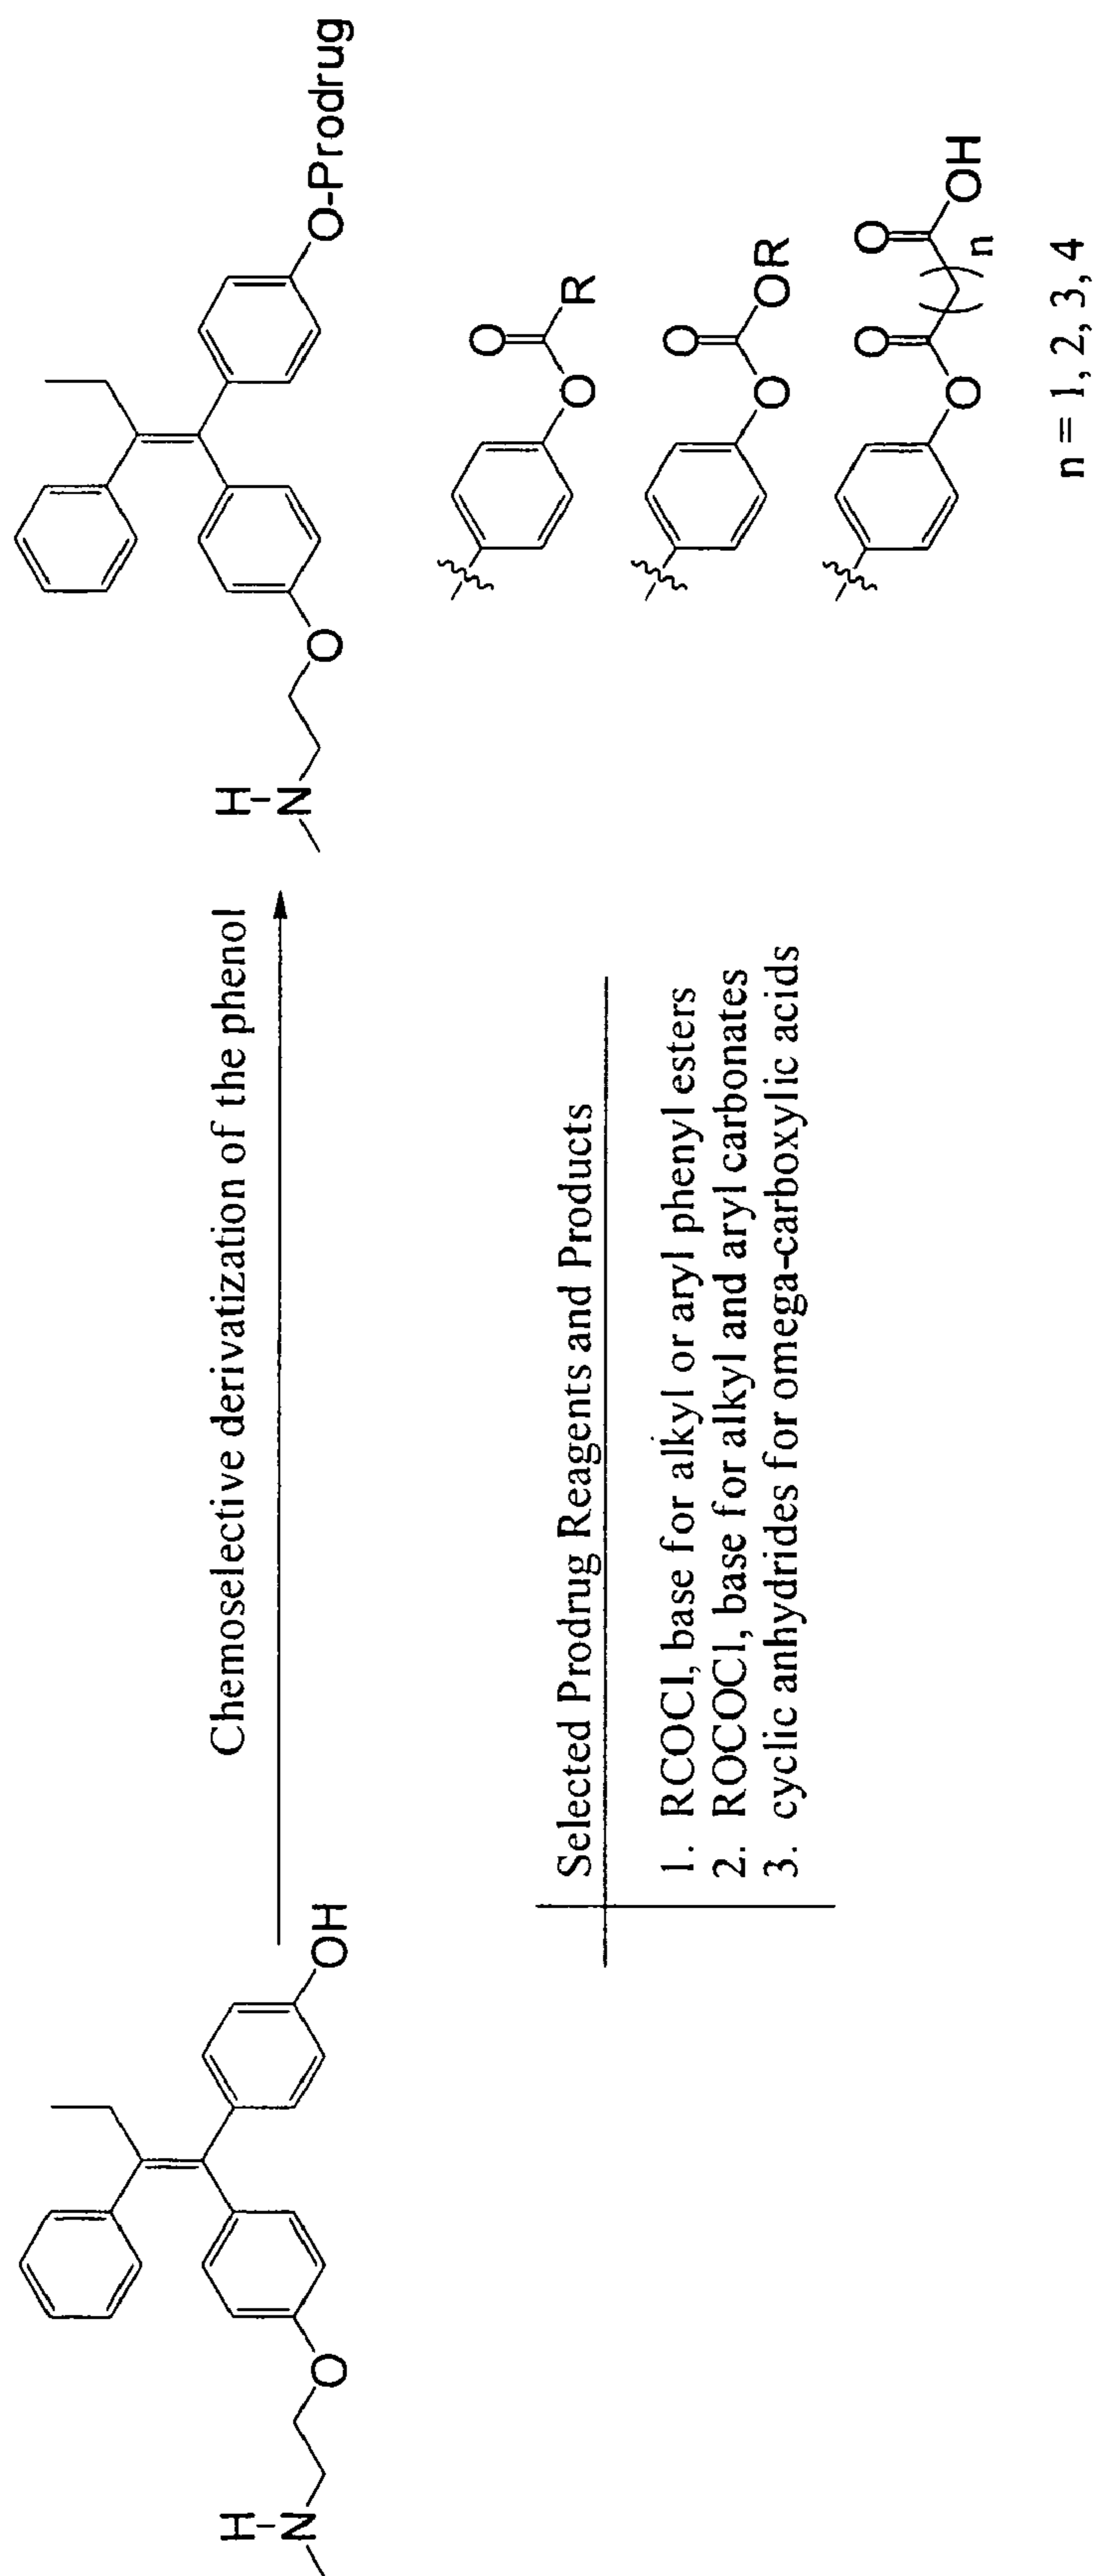 Chemoselective derivatization of the phenol
H
N
O
OH
H
N
O
O-Prodrug
Selected Prodrug Reagents and Products
1. RCOCl, base for alkyl or aryl phenyl esters
2. ROCOCl, base for alkyl and aryl carbonates
3. cyclic anhydrides for omega-carboxylic acids
O
O
R
O
O
OR
O
O
O
OH
n
n = 1, 2, 3, 4